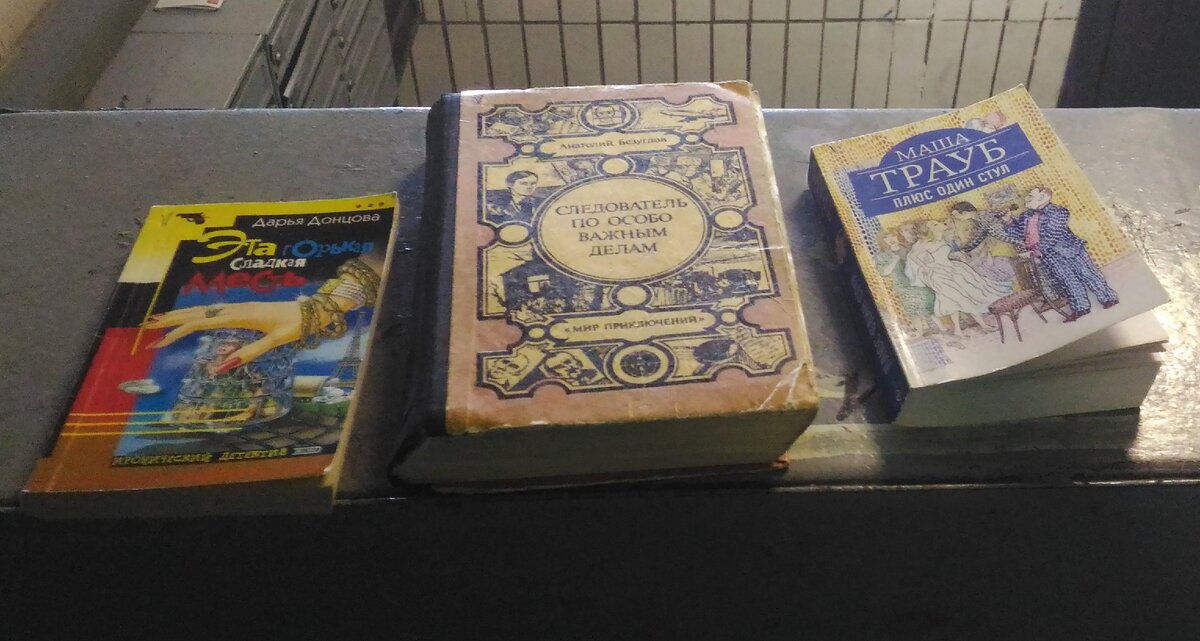 Дарья Донцова
Эта горькая
сладкая
месть
ИРОНИЧЕСКИЙ ДЕТЕКТИВ
Анатолий Безуглов
СЛЕДОВАТЕЛЬ
ПО ОСОБО
ВАЖНЫМ
ДЕЛАМ
«МИР ПРИКЛЮЧЕНИЙ»
МАША
ТРАУБ
ПЛЮС ОДИН СТУЛ